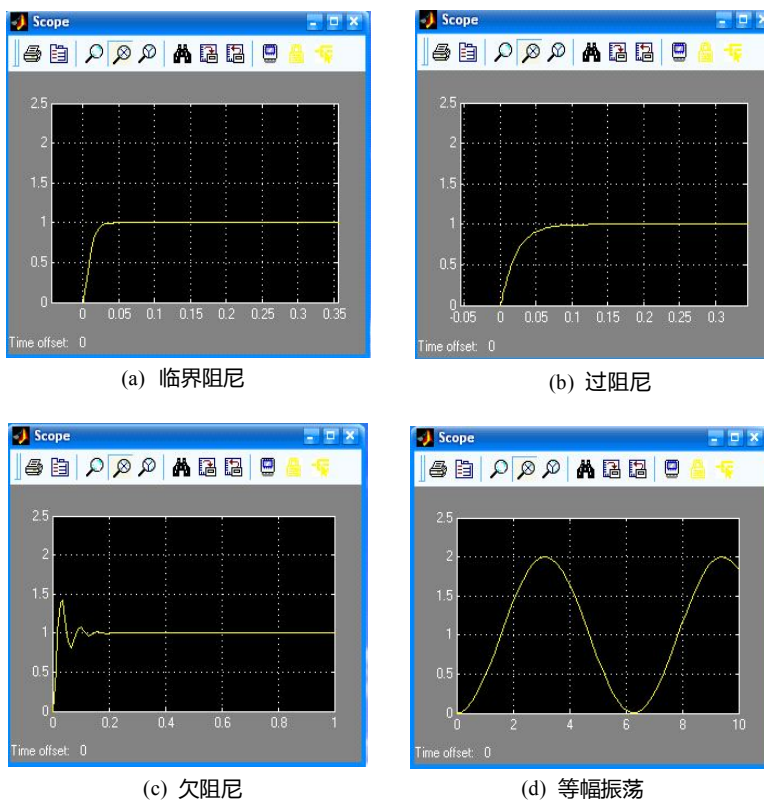 Scope
2.5
2
1.5
1
0.5
0
0 0.05 0.1 0.15 0.2 0.25 0.3 0.35
Time offset: 0
(a) 临界阻尼
Scope
2.5
2
1.5
1
0.5
0
-0.05 0 0.05 0.1 0.15 0.2 0.25 0.3
Time offset: 0
(b) 过阻尼
Scope
2.5
2
1.5
1
0.5
0
0 0.2 0.4 0.6 0.8 1
Time offset: 0
(c) 欠阻尼
Scope
2.5
2
1.5
1
0.5
0
0 2 4 6 8 10
Time offset: 0
(d) 等幅振荡